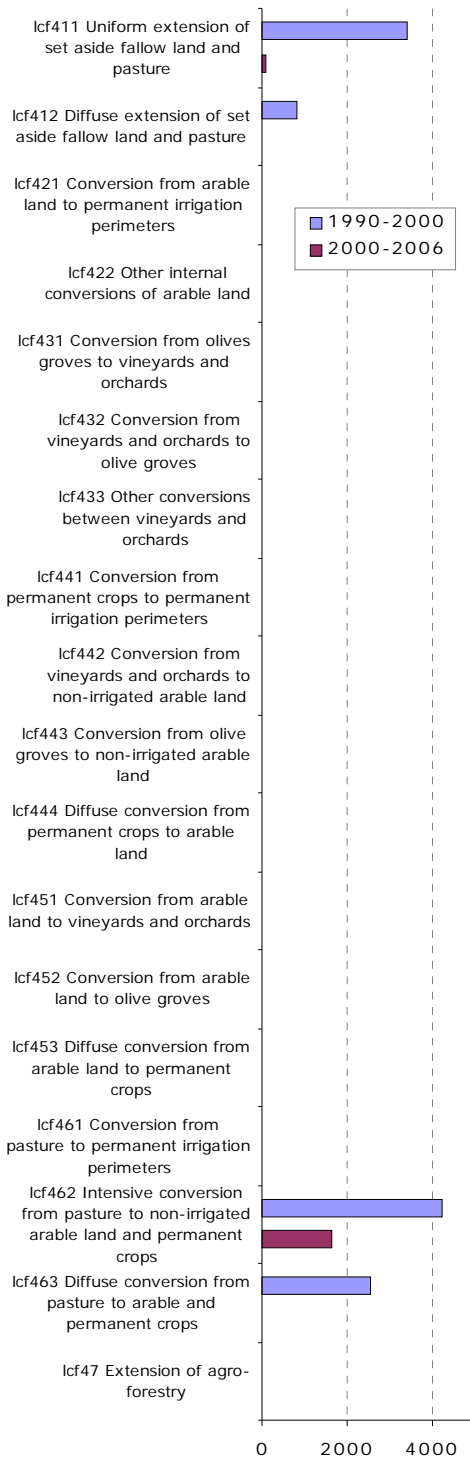 lcf411 Uniform extension of
set aside fallow land and
pasture
lcf412 Diffuse extension of set
aside fallow land and pasture
lcf421 Conversion from arable
land to permanent irrigation
perimeters
1990-2000
2000-2006
lcf422 Other internal
conversions of arable land
lcf431 Conversion from olives
groves to vineyards and
orchards
lcf432 Conversion from
vineyards and orchards to
olive groves
lcf433 Other conversions
between vineyards and
orchards
lcf441 Conversion from
permanent crops to permanent
irrigation perimeters
lcf442 Conversion from
vineyards and orchards to
non-irrigated arable land
lcf443 Conversion from olive
groves to non-irrigated arable
land
lcf444 Diffuse conversion from
permanent crops to arable
land
lcf451 Conversion from arable
land to vineyards and orchards
lcf452 Conversion from arable
land to olive groves
lcf453 Diffuse conversion from
arable land to permanent
crops
lcf461 Conversion from
pasture to permanent irrigation
perimeters
lcf462 Intensive conversion
from pasture to non-irrigated
arable land and permanent
crops
lcf463 Diffuse conversion from
pasture to arable and
permanent crops
lcf47 Extension of agro-
forestry
0 2000 4000